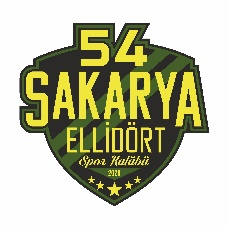 54
SAKARYA
ELLİDÖRT
Spor Kulübü
2020